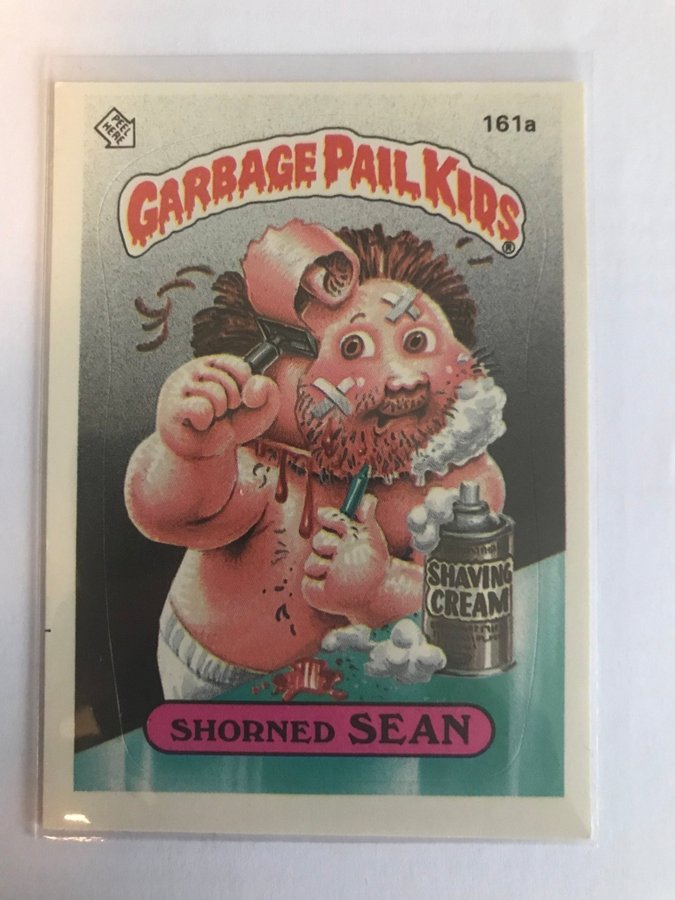 PEEL HERE!
161a
GARBAGE PAIL KIDS®
SHAVING
CREAM
SHORNED SEAN